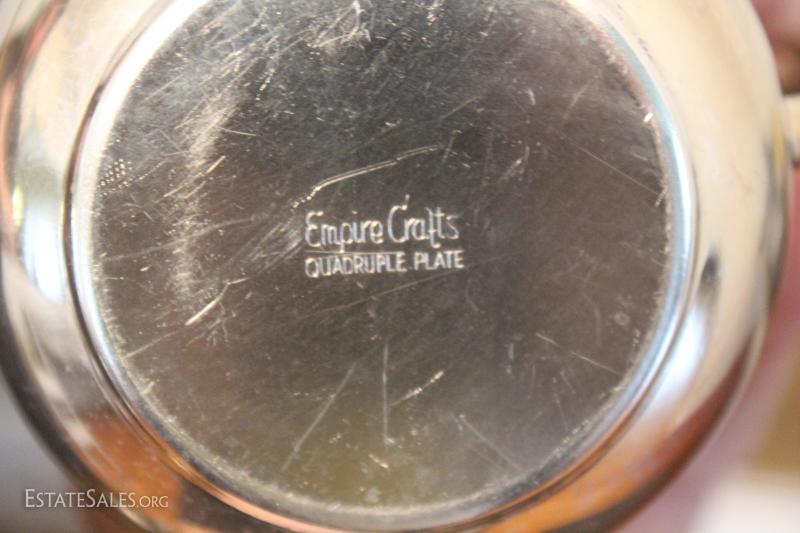 Empire Crafts
QUADRUPLE PLATE
ESTATESALES.ORG